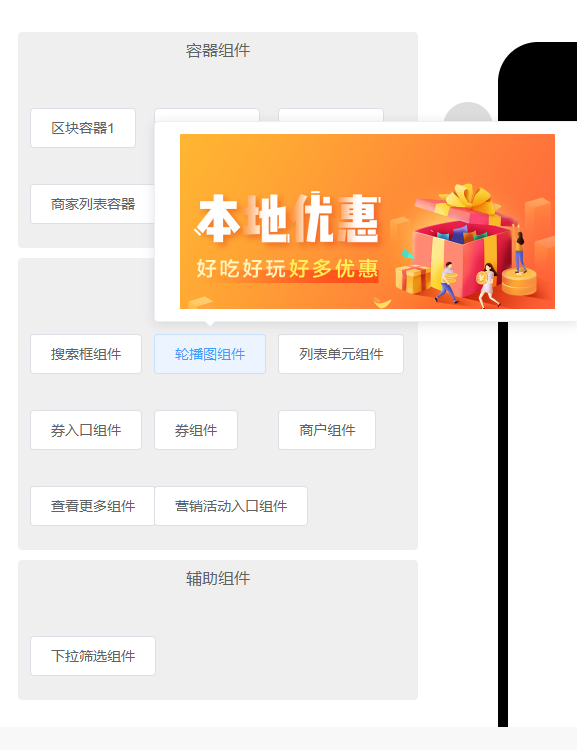 容器组件
区块容器1
商家列表容器
本地优惠
好吃好玩好多优惠
搜索框组件
轮播图组件
列表单元组件
券入口组件
券组件
商户组件
查看更多组件
营销活动入口组件
辅助组件
下拉筛选组件